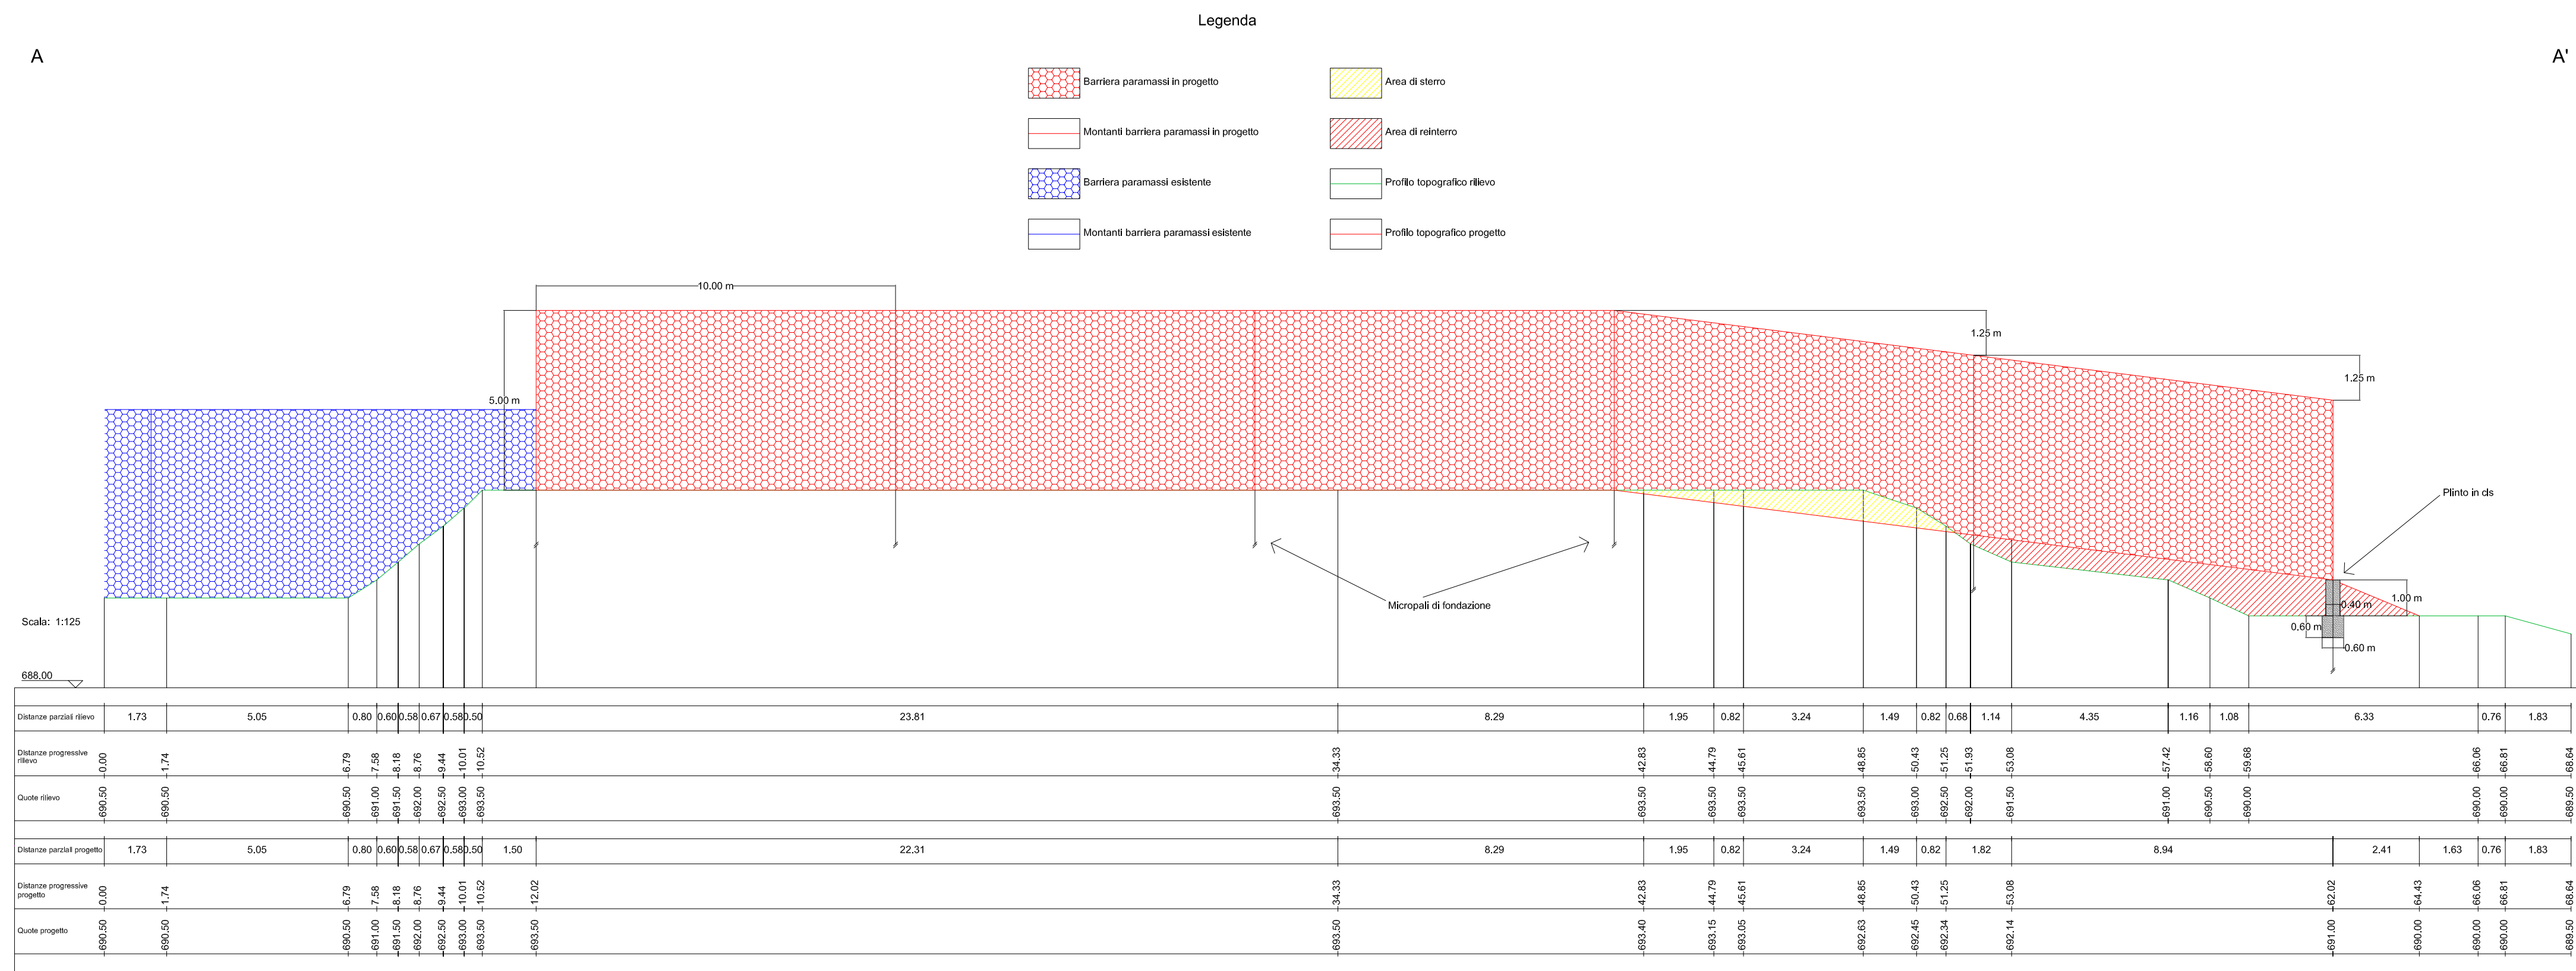 Legenda
A
A'
Barriera paramassi in progetto
Area di sterro
Montanti barriera paramassi in progetto
Area di reinterro
Barriera paramassi esistente
Profilo topografico rilievo
Montanti barriera paramassi esistente
Profilo topografico progetto
10.00 m
1.25 m
1.25 m
5.00 m
Plinto in cls
Micropali di fondazione
1.00 m
0.40 m
0.60 m
0.60 m
Scala: 1:125
688.00
Distanze parziali rilievo 1.73 5.05 0.80 0.60 0.58 0.67 0.58 0.50 23.81 8.29 1.95 0.82 3.24 1.49 0.82 0.68 1.14 4.35 1.16 1.08 6.33 0.76 1.83
Distanze progressive
rilievo
0.00 1.74 6.79 7.58 8.18 8.76 9.44 10.01 10.52 34.33 42.83 44.79 45.61 48.85 50.43 51.25 51.93 53.08 57.42 58.60 59.68 66.06 66.81 68.64
Quote rilievo 690.50 690.50 690.50 691.00 691.50 692.00 692.50 693.00 693.50 693.50 693.50 693.50 693.50 693.50 693.00 692.50 692.00 691.50 691.00 690.50 690.00 690.00 690.00 689.50
Distanze parziali progetto 1.73 5.05 0.80 0.60 0.58 0.67 0.58 0.50 1.50 22.31 8.29 1.95 0.82 3.24 1.49 0.82 1.82 8.94 2.41 1.63 0.76 1.83
Distanze progressive
progetto
0.00 1.74 6.79 7.58 8.18 8.76 9.44 10.01 10.52 12.02 34.33 42.83 44.79 45.61 48.85 50.43 51.25 53.08 62.02 64.43 66.06 66.81 68.64
Quote progetto 690.50 690.50 690.50 691.00 691.50 692.00 692.50 693.00 693.50 693.50 693.50 693.40 693.15 693.05 692.63 692.45 692.34 692.14 691.00 690.00 690.00 690.00 689.50